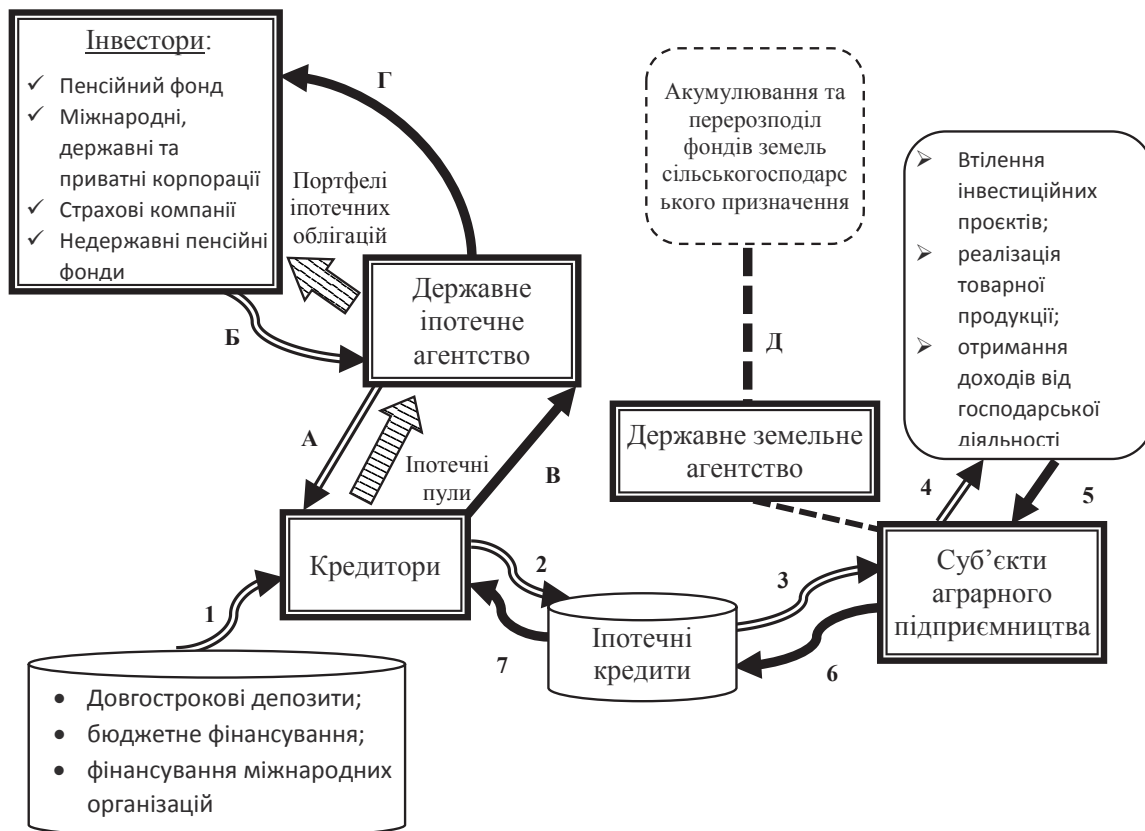 Інвестори:
✓ Пенсійний фонд
✓ Міжнародні,
державні та
приватні корпорації
✓ Страхові компанії
✓ Недержавні пенсійні
фонди
Г
Портфелі
іпотечних
облігацій
Державне
іпотечне
агентство
Б
А
Іпотечні
пули
В
Акумулювання та
перерозподіл
фондів земель
сільськогосподарс
ького призначення
Д
Державне земельне
агентство
➢ Втілення
інвестиційних
проєктів;
➢ реалізація
товарної
продукції;
➢ отримання
доходів від
господарської
діяльності
4
5
Кредитори
1
2
3
Суб’єкти
аграрного
підприємництва
Іпотечні
кредити
7
6
• Довгострокові депозити;
• бюджетне фінансування;
• фінансування міжнародних
організацій